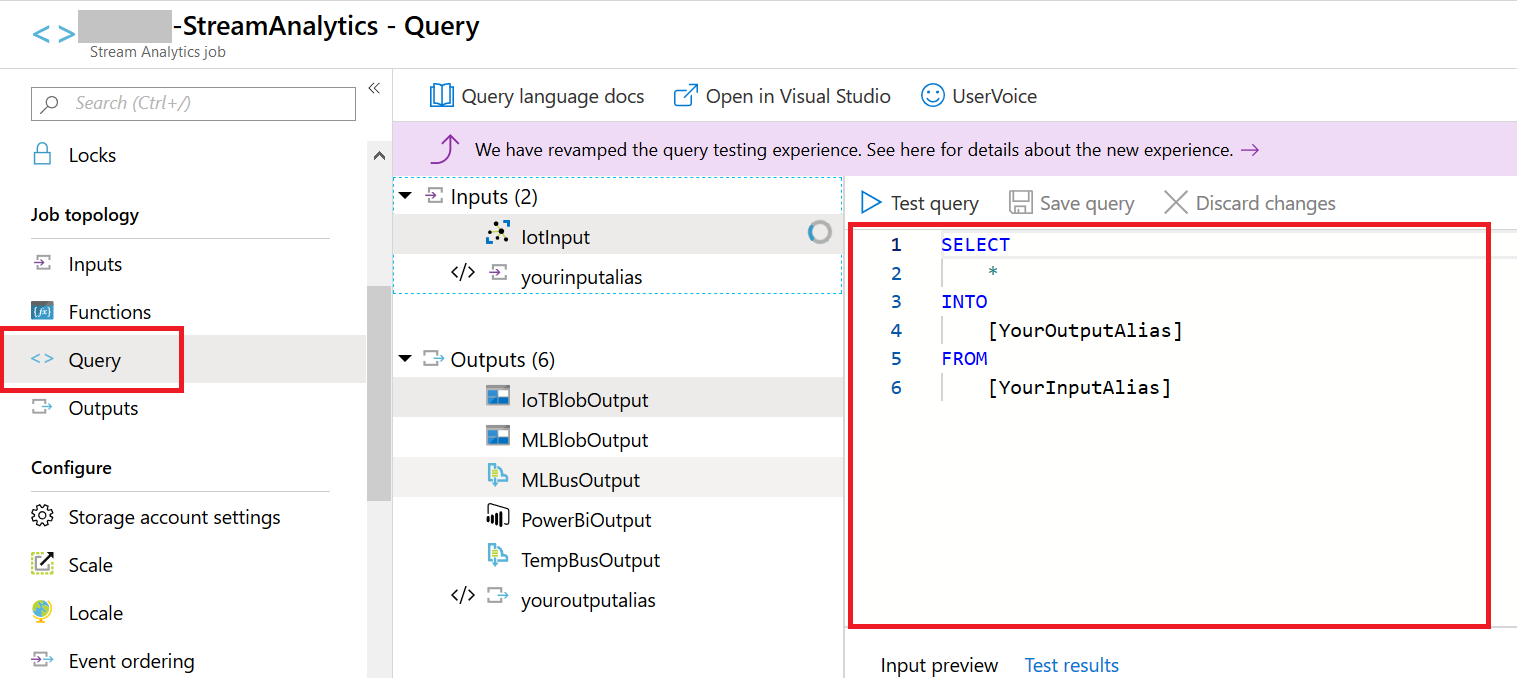 -StreamAnalytics - Query
Stream Analytics job
Search (Ctrl+/)
Locks
Job topology
Inputs
Functions
Query
Outputs
Configure
Storage account settings
Scale
Locale
Event ordering
Query language docs
Open in Visual Studio
UserVoice
We have revamped the query testing experience. See here for details about the new experience. →
Inputs (2)
IotInput
yourinputalias
Outputs (6)
IoTBlobOutput
MLBlobOutput
MLBusOutput
PowerBiOutput
TempBusOutput
youroutputalias
Test query
Save query
Discard changes
1 SELECT
2 *
3 INTO
4 [YourOutputAlias]
5 FROM
6 [YourInputAlias]
Input preview
Test results